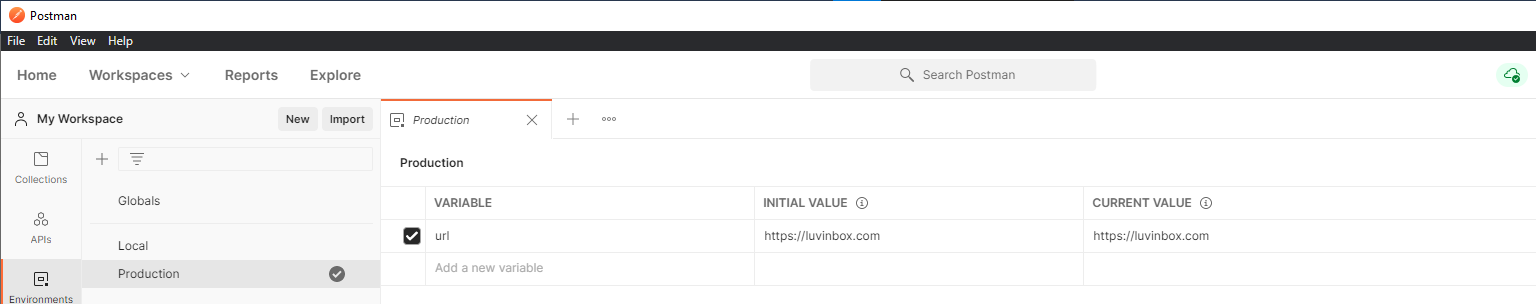 Postman
File Edit View Help
Home Workspaces Reports Explore Search Postman
My Workspace New Import Production
Collections
Production
Globals
VARIABLE INITIAL VALUE CURRENT VALUE
APIs
Local
url https://luvinbox.com https://luvinbox.com
Production
Add a new variable
Environments